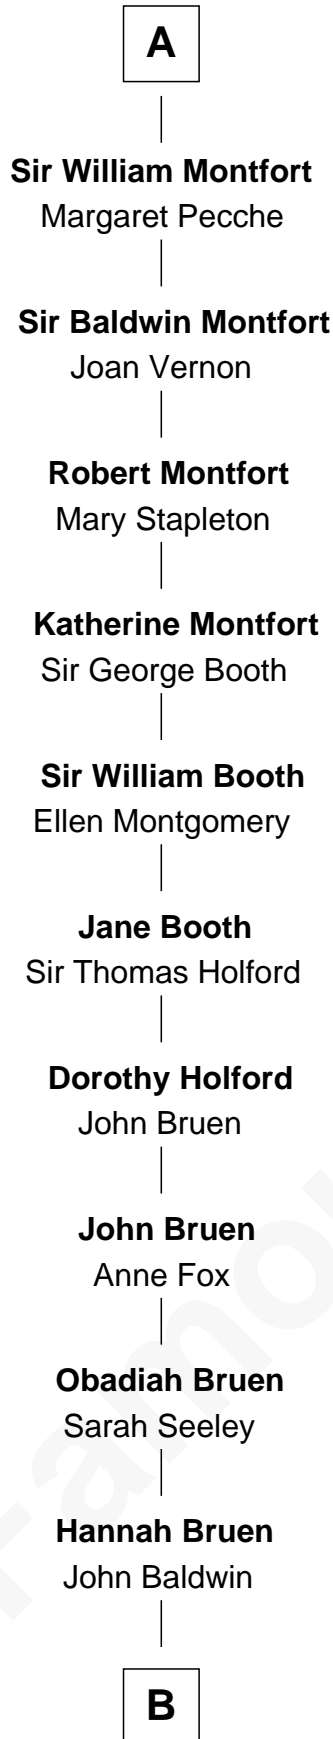 A
Sir William Montfort
Margaret Pecche
Sir Baldwin Montfort
Joan Vernon
Robert Montfort
Mary Stapleton
Katherine Montfort
Sir George Booth
Sir William Booth
Ellen Montgomery
Jane Booth
Sir Thomas Holford
Dorothy Holford
John Bruen
John Bruen
Anne Fox
Obadiah Bruen
Sarah Seeley
Hannah Bruen
John Baldwin
B